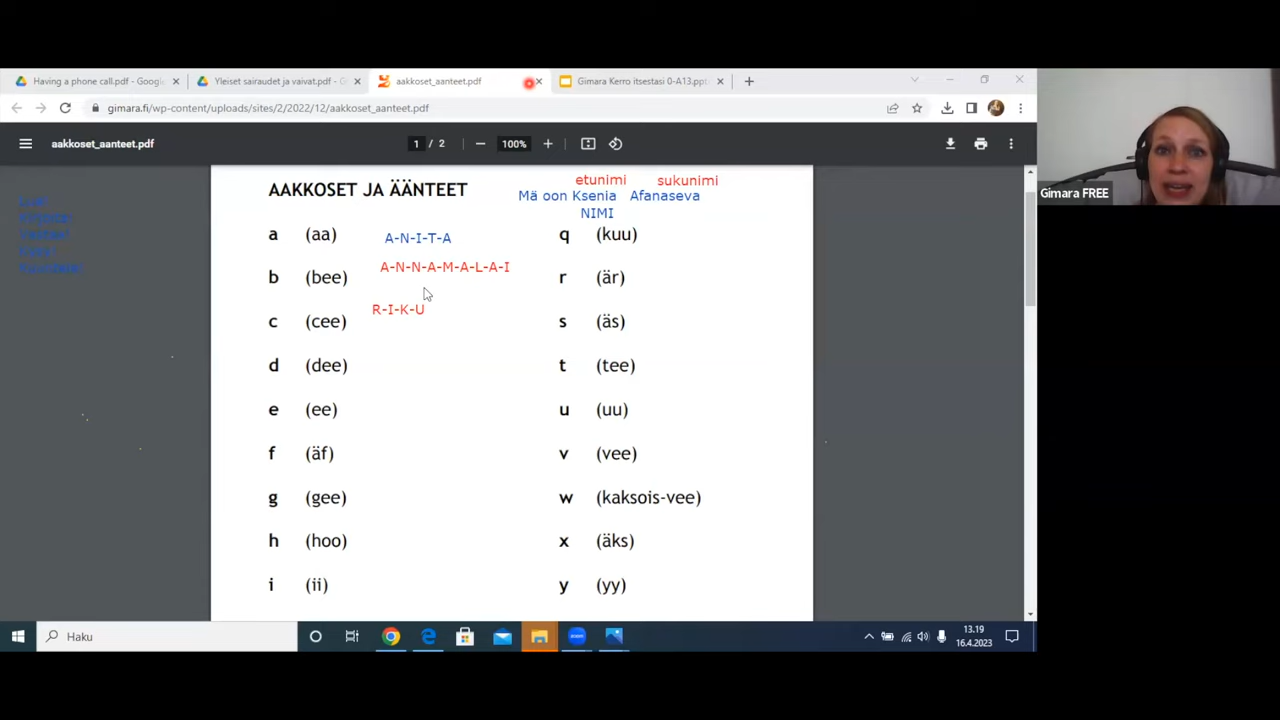 Having a phone call.pdf - Google
Yleiset sairaudet ja vaivat.pdf - G
aakkoset_aanteet.pdf
Gimara Kerro itsestasi 0-A13.ppt
gimara.fi/wp-content/uploads/sites/2/2022/12/aakkoset_aanteet.pdf
aakkoset_aanteet.pdf
1 / 2
100%
AAKKOSET JA ÄÄNTEET
etunimi sukunimi
Mä oon Ksenia Afanaseva
NIMI
a (aa)
A-N-I-T-A
b (bee)
A-N-N-A-M-A-L-A-I
R-I-K-U
c (cee)
d (dee)
e (ee)
f (äf)
g (gee)
h (hoo)
i (ii)
q (kuu)
r (är)
s (äs)
t (tee)
u (uu)
v (vee)
w (kaksois-vee)
x (äks)
y (yy)
Gimara FREE
Haku
zoom
13.19
16.4.2023